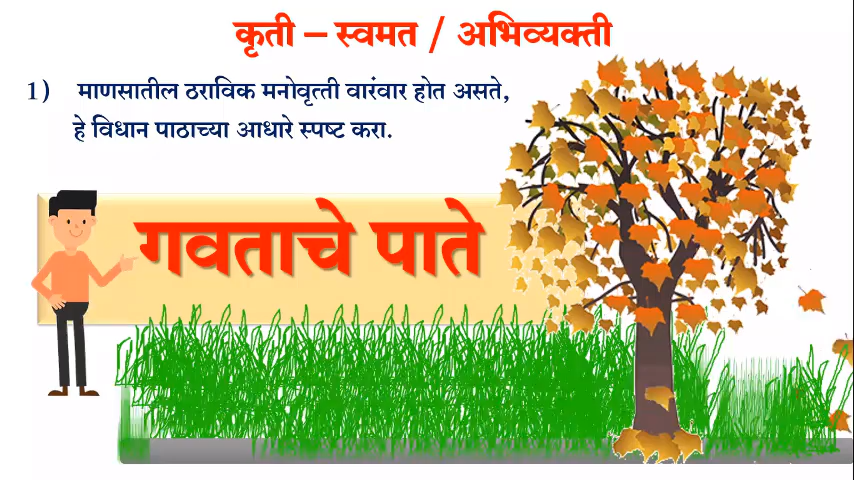 कृती – स्वमत / अभिव्यक्ती
1) माणसातील ठराविक मनोवृत्ती वारंवार होत असते,
हे विधान पाठाच्या आधारे स्पष्ट करा.
गवताचे पाते